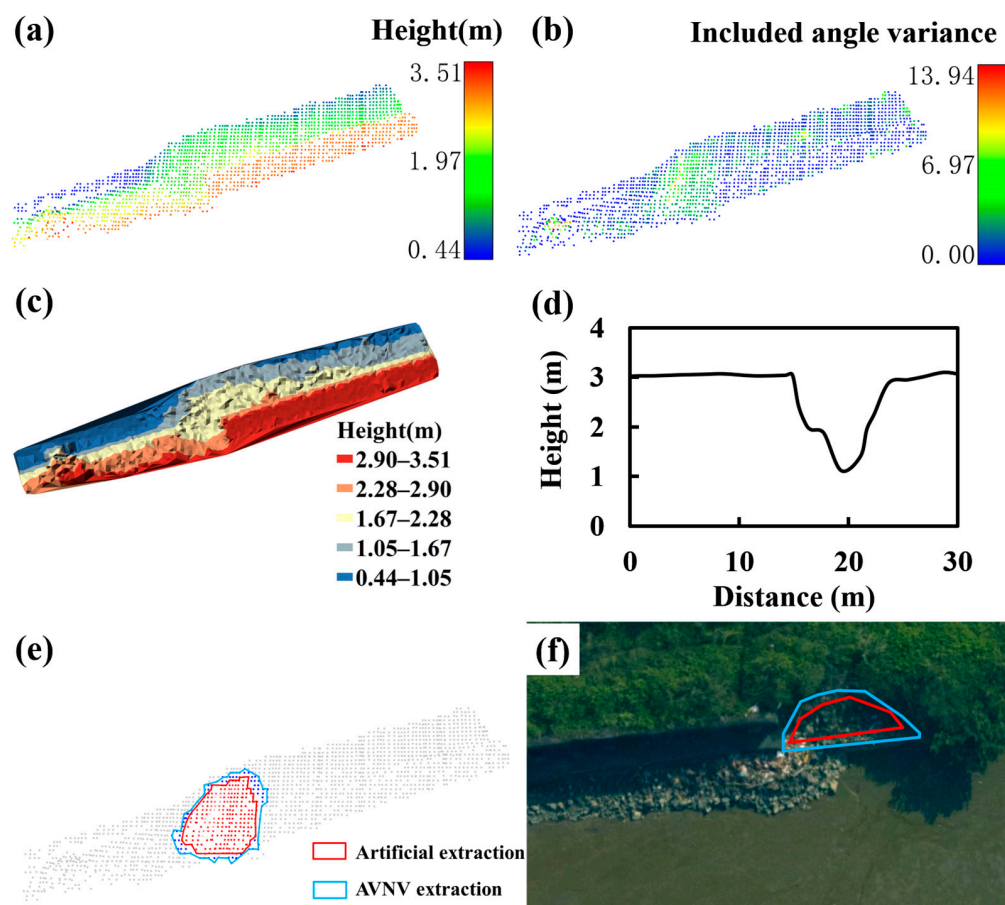 (a)
Height(m)
3.51
1.97
0.44
(b)
Included angle variance
13.94
6.97
0.00
(c)
Height(m)
2.90–3.51
2.28–2.90
1.67–2.28
1.05–1.67
0.44–1.05
(d)
4
3
2
1
0
Height (m)
0 10 20 30
Distance (m)
(e)
Artificial extraction
AVNV extraction
(f)